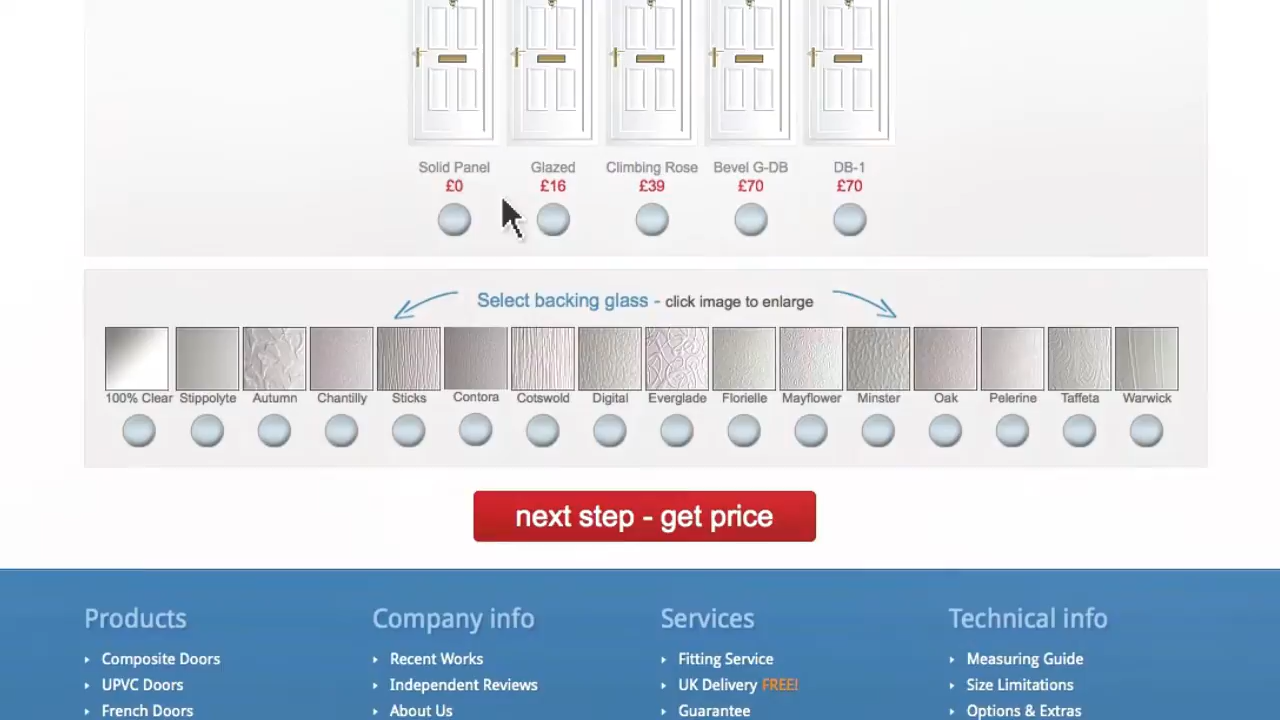 Solid Panel Glazed Climbing Rose Bevel G-DB DB-1
£0 £16 £39 £70 £70
Select backing glass - click image to enlarge
100% Clear Stippolyte Autumn Chantilly Sticks Contora Cotswold Digital Everglade Florielle Mayflower Minster Oak Pelerine Taffeta Warwick
next step - get price
Products Company info Services Technical info
Composite Doors Recent Works Fitting Service Measuring Guide
UPVC Doors Independent Reviews UK Delivery FREE! Size Limitations
French Doors About Us Guarantee Options & Extras